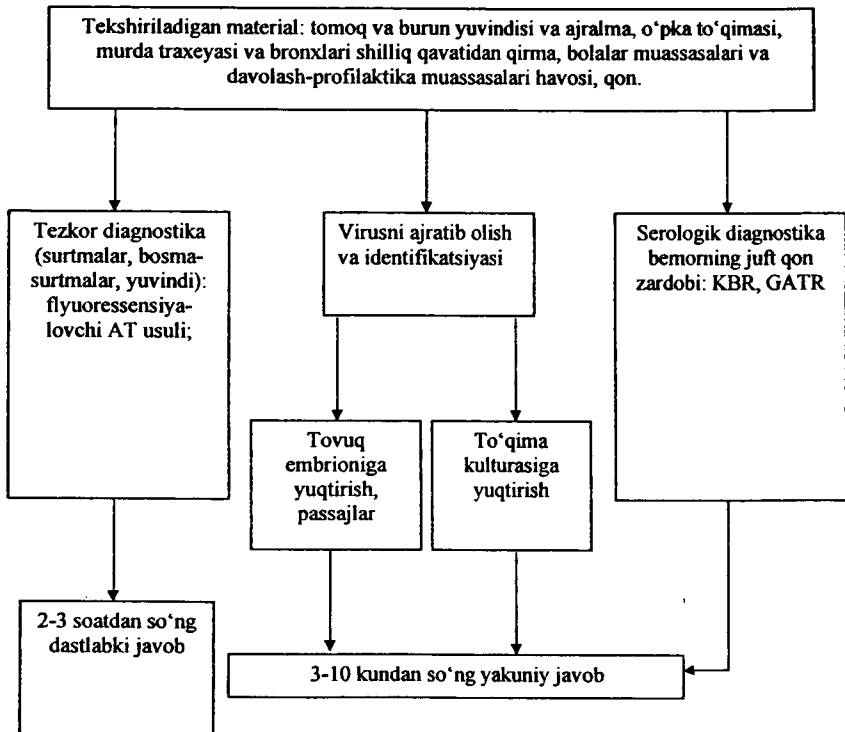 Tekshiriladigan material: tomoq va burun yuvindisi va ajralma, o‘pka to‘qimasi,
murda traxeyasi va bronxlari shilliq qavatidan qirma, bolalar muassasalari va
davolash-profilaktika muassasalari havosi, qon.
Tezkor diagnostika
(surtmalar, bosma-
surtmalar, yuvindi):
flyuoressensiya-
lovchi AT usuli;
Virusni ajratib olish
va identifikatsiyasi
Serologik diagnostika
bemorning juft qon
zardobi: KBR, GATR
Tovuq
embrioniga
yuqtirish,
passajlar
To‘qima
kulturasiga
yuqtirish
2-3 soatdan so‘ng
dastlabki javob
3-10 kundan so‘ng yakuniy javob